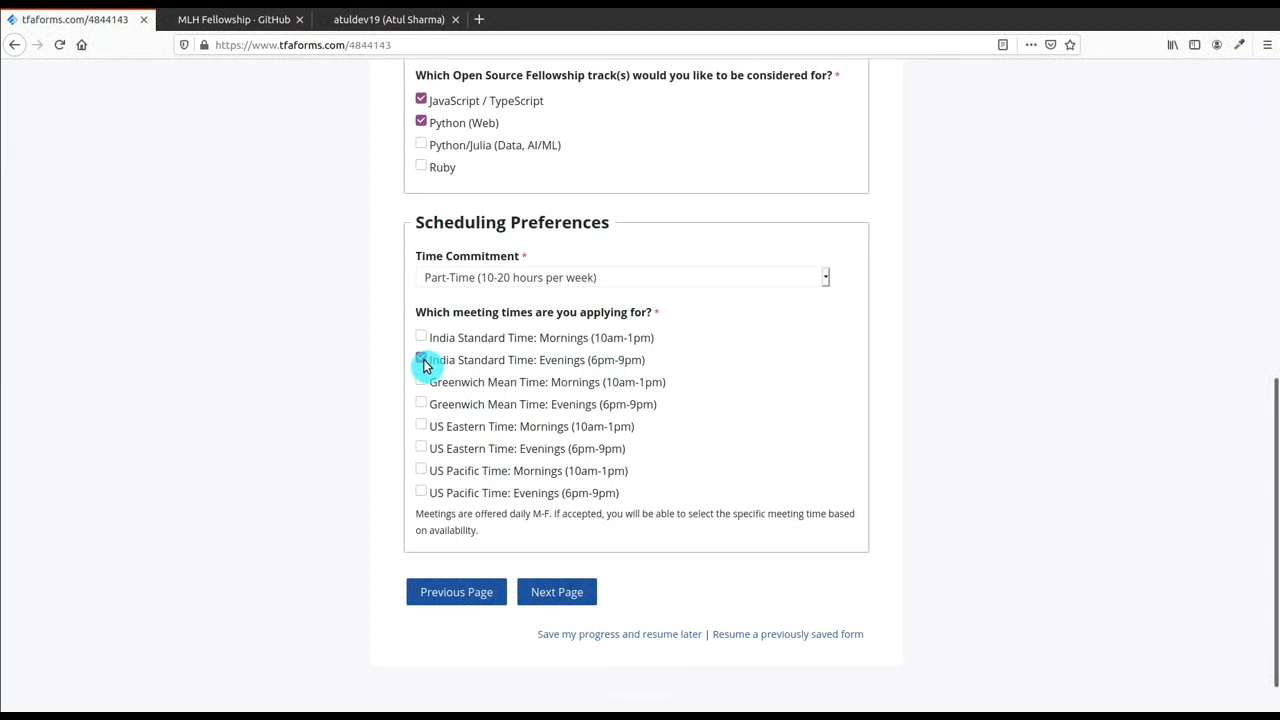 tfaforms.com/4844143
MLH Fellowship · GitHub
atuldev19 (Atul Sharma)
https://www.tfaforms.com/4844143
Which Open Source Fellowship track(s) would you like to be considered for? *
JavaScript / TypeScript
Python (Web)
Python/Julia (Data, AI/ML)
Ruby
Scheduling Preferences
Time Commitment *
Part-Time (10-20 hours per week)
Which meeting times are you applying for? *
India Standard Time: Mornings (10am-1pm)
India Standard Time: Evenings (6pm-9pm)
Greenwich Mean Time: Mornings (10am-1pm)
Greenwich Mean Time: Evenings (6pm-9pm)
US Eastern Time: Mornings (10am-1pm)
US Eastern Time: Evenings (6pm-9pm)
US Pacific Time: Mornings (10am-1pm)
US Pacific Time: Evenings (6pm-9pm)
Meetings are offered daily M-F. If accepted, you will be able to select the specific meeting time based
on availability.
Previous Page Next Page
Save my progress and resume later | Resume a previously saved form